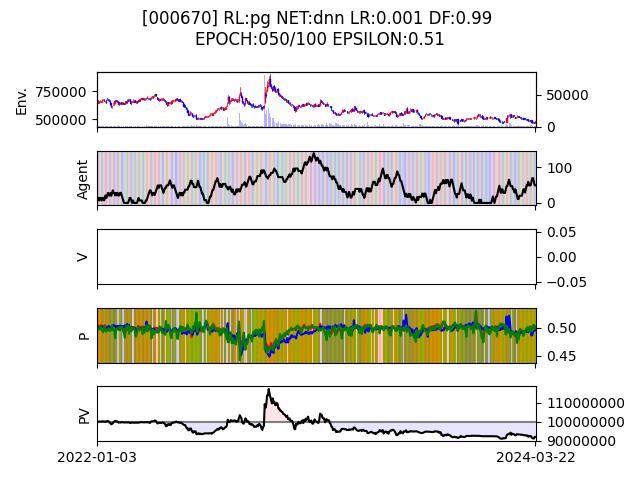 [000670] RL:pg NET:dnn LR:0.001 DF:0.99
EPOCH:050/100 EPSILON:0.51
Env.
750000
500000
50000
0
Agent
100
0
V
0.05
0.00
−0.05
P
0.50
0.45
PV
110000000
100000000
90000000
2022-01-03
2024-03-22